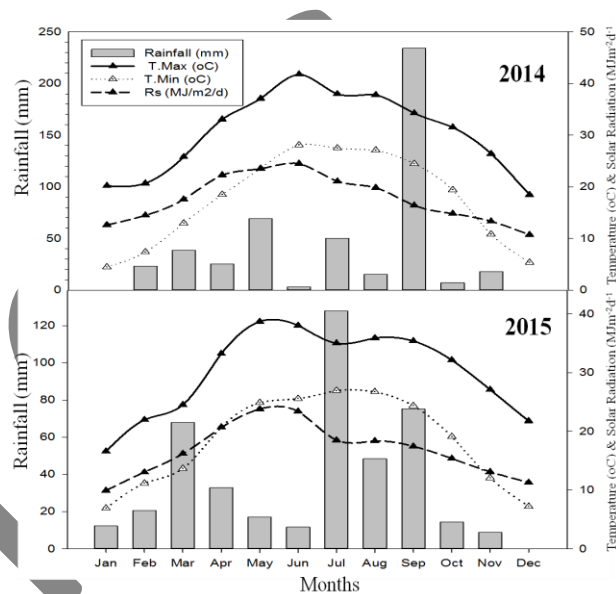 250
200
150
100
50
0
Rainfall (mm)
Rainfall (mm)
T.Max (oC)
T.Min (oC)
Rs (MJ/m2/d)
2014
50
40
30
20
10
0
Temperature (oC) & Solar Radiation (MJm⁻²d⁻¹
120
100
80
60
40
20
0
Rainfall (mm)
2015
40
30
20
10
0
Temperature (oC) & Solar Radiation (MJm⁻²d⁻¹
Jan Feb Mar Apr May Jun Jul Aug Sep Oct Nov Dec
Months